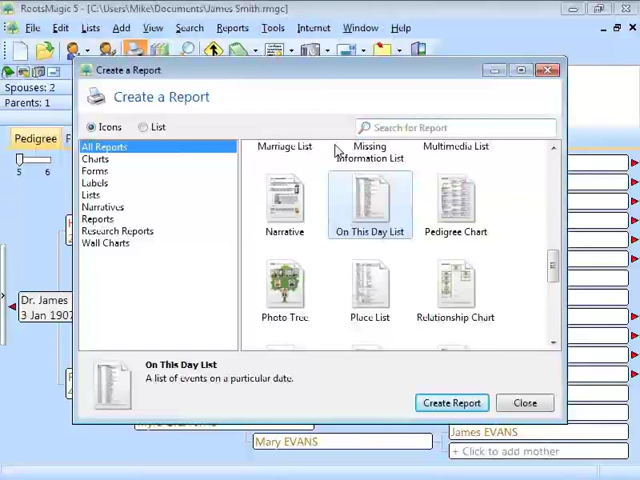 RootsMagic 5 - [C:\Users\Mike\Documents\James Smith.rmgc]
File Edit Lists Add View Search Reports Tools Internet Window Help
Spouses: 2
Parents: 1
Pedigree
5 6
Dr. James
3 Jan 1907
Create a Report
Create a Report
Icons List
Search for Report
All Reports
Charts
Forms
Labels
Lists
Narratives
Reports
Research Reports
Wall Charts
Marriage List
Missing
Information List
Multimedia List
Narrative
On This Day List
Pedigree Chart
Photo Tree
Place List
Relationship Chart
On This Day List
A list of events on a particular date.
Create Report
Close
Mary EVANS
James EVANS
+ Click to add mother